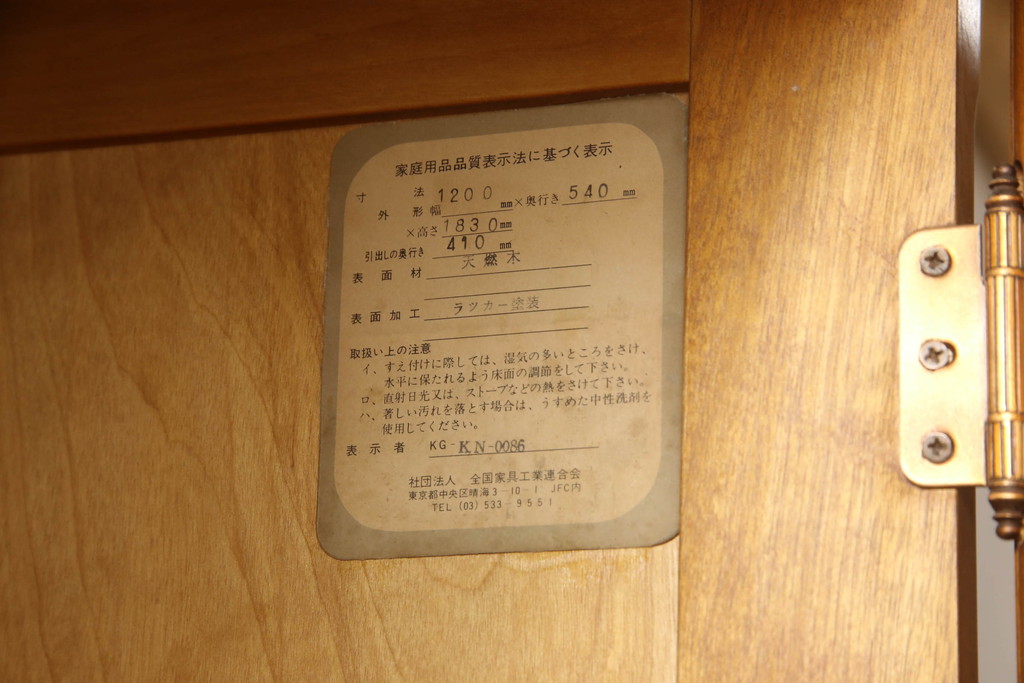 家庭用品品質表示法に基づく表示
寸 法
外 形 幅 1200 mm×奥行き 540 mm
×高さ 1830 mm
引出しの奥行き 410 mm
表 面 材 天燃木
表面加工 ラツカー塗装
取扱い上の注意
イ、すえ付けに際しては、湿気の多いところをさけ、
水平に保たれるよう床面の調節をして下さい。
ロ、直射日光又は、ストーブなどの熱をさけて下さい。
ハ、著しい汚れを落とす場合は、うすめた中性洗剤を
使用してください。
表 示 者 KG-KN-0086
社団法人 全国家具工業連合会
東京都中央区晴海3-10-1 JFC内
TEL (03) 533-9551